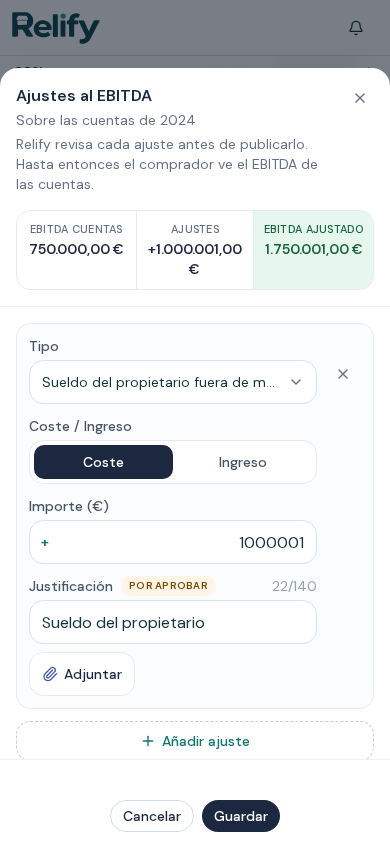 Relify
Ajustes al EBITDA
Sobre las cuentas de 2024
Relify revisa cada ajuste antes de publicarlo.
Hasta entonces el comprador ve el EBITDA de
las cuentas.
EBITDA CUENTAS
750.000,00 €
AJUSTES
+1.000.001,00
€
EBITDA AJUSTADO
1.750.001,00 €
Tipo
Sueldo del propietario fuera de m...
Coste / Ingreso
Coste
Ingreso
Importe (€)
+ 1000001
Justificación POR APROBAR 22/140
Sueldo del propietario
Adjuntar
+ Añadir ajuste
Cancelar
Guardar